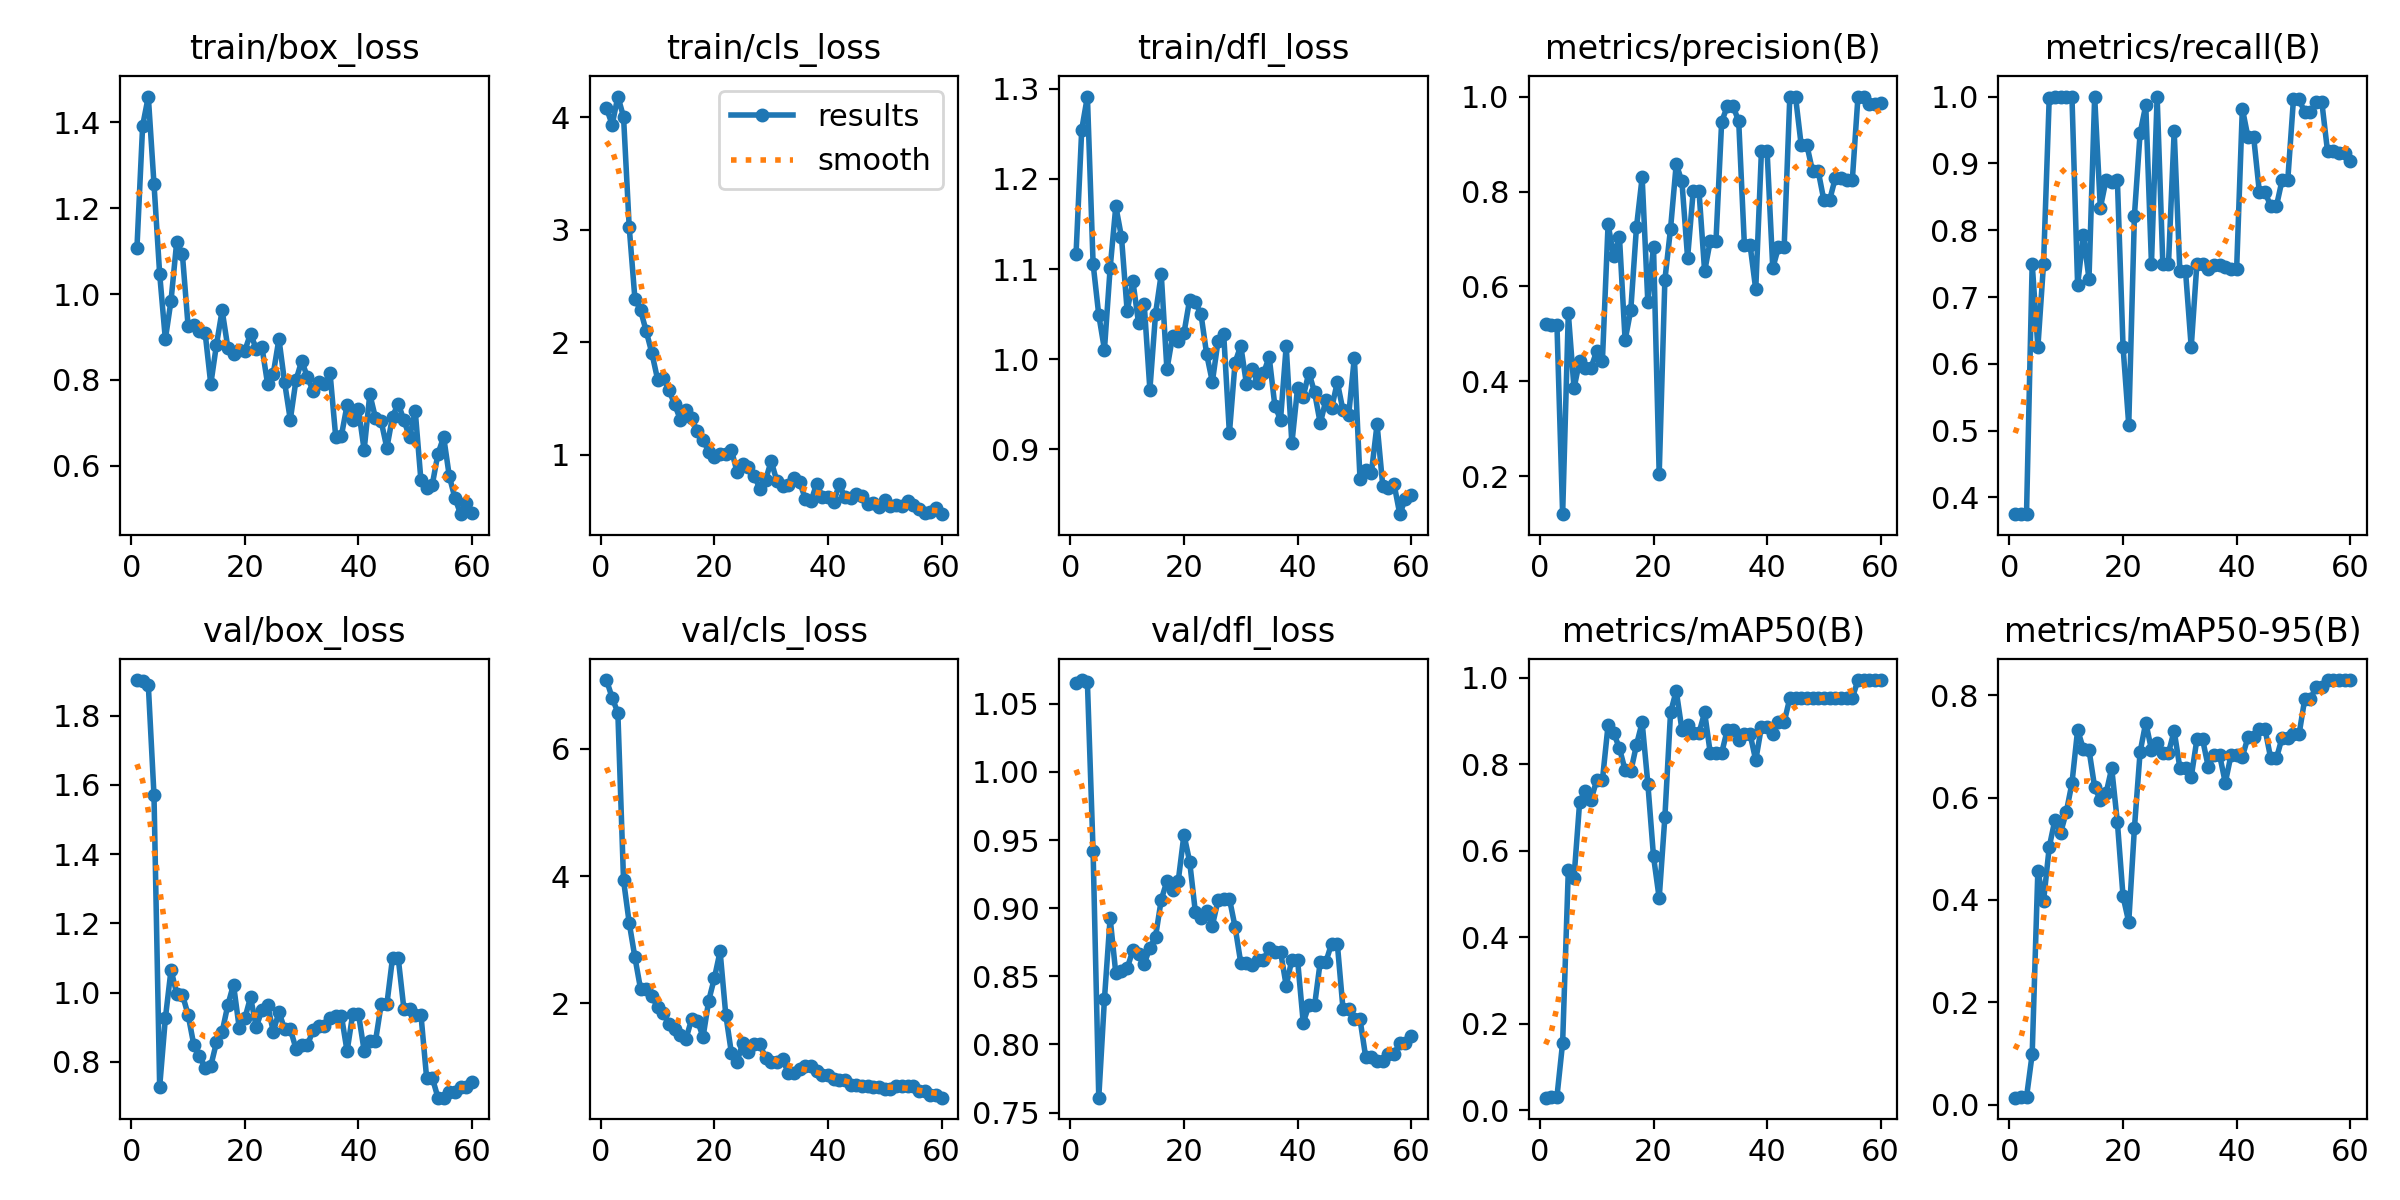 train/box_loss
train/cls_loss
train/dfl_loss
metrics/precision(B)
metrics/recall(B)
1.4
1.2
1.0
0.8
0.6
0 20 40 60
results
smooth
4
3
2
1
0 20 40 60
1.3
1.2
1.1
1.0
0.9
0 20 40 60
1.0
0.8
0.6
0.4
0.2
0 20 40 60
1.0
0.9
0.8
0.7
0.6
0.5
0.4
0 20 40 60
val/box_loss
val/cls_loss
val/dfl_loss
metrics/mAP50(B)
metrics/mAP50-95(B)
1.8
1.6
1.4
1.2
1.0
0.8
0 20 40 60
6
4
2
0 20 40 60
1.05
1.00
0.95
0.90
0.85
0.80
0.75
0 20 40 60
1.0
0.8
0.6
0.4
0.2
0.0
0 20 40 60
0.8
0.6
0.4
0.2
0.0
0 20 40 60